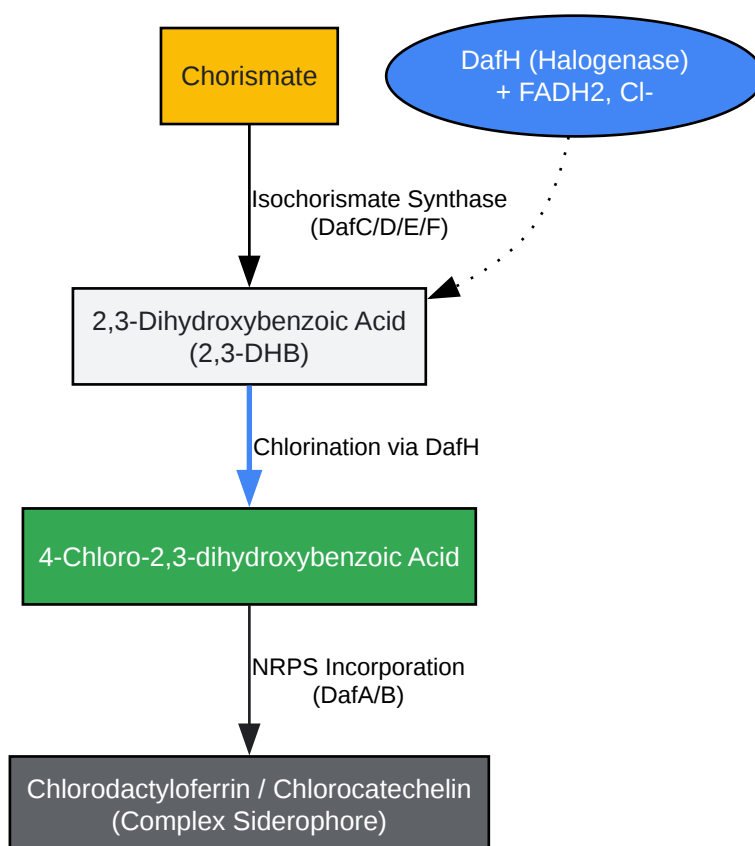 Chorismate
DafH (Halogenase)
+ FADH2, Cl-
Isochorismate Synthase
(DafC/D/E/F)
2,3-Dihydroxybenzoic Acid
(2,3-DHB)
Chlorination via DafH
4-Chloro-2,3-dihydroxybenzoic Acid
NRPS Incorporation
(DafA/B)
Chlorodactyloferrin / Chlorocatechelin
(Complex Siderophore)